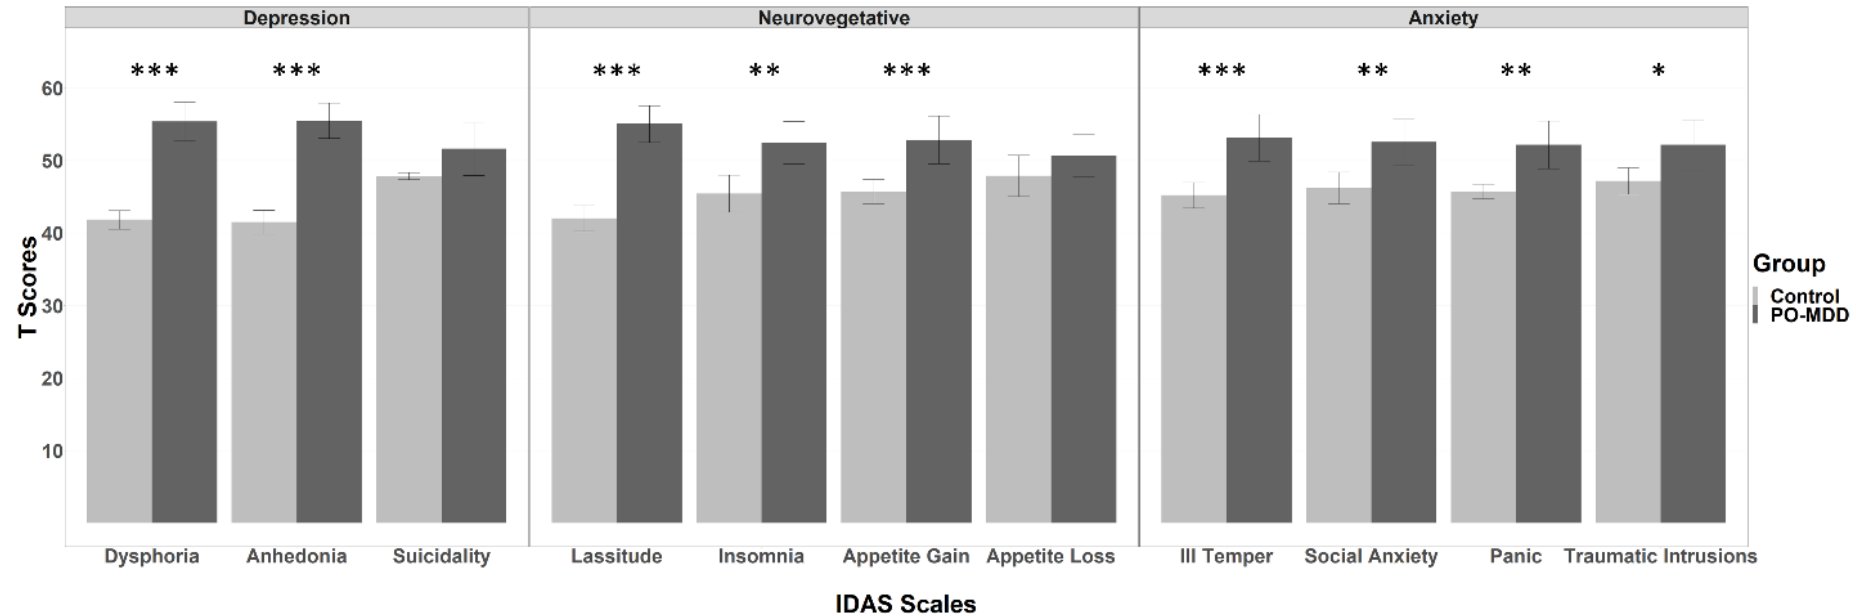 Depression Neurovegetative Anxiety
*** *** *** ** *** *** ** ** *
60
50
40
30
20
10
T Scores
Dysphoria Anhedonia Suicidality Lassitude Insomnia Appetite Gain Appetite Loss Ill Temper Social Anxiety Panic Traumatic Intrusions
IDAS Scales
Group
Control
PO-MDD